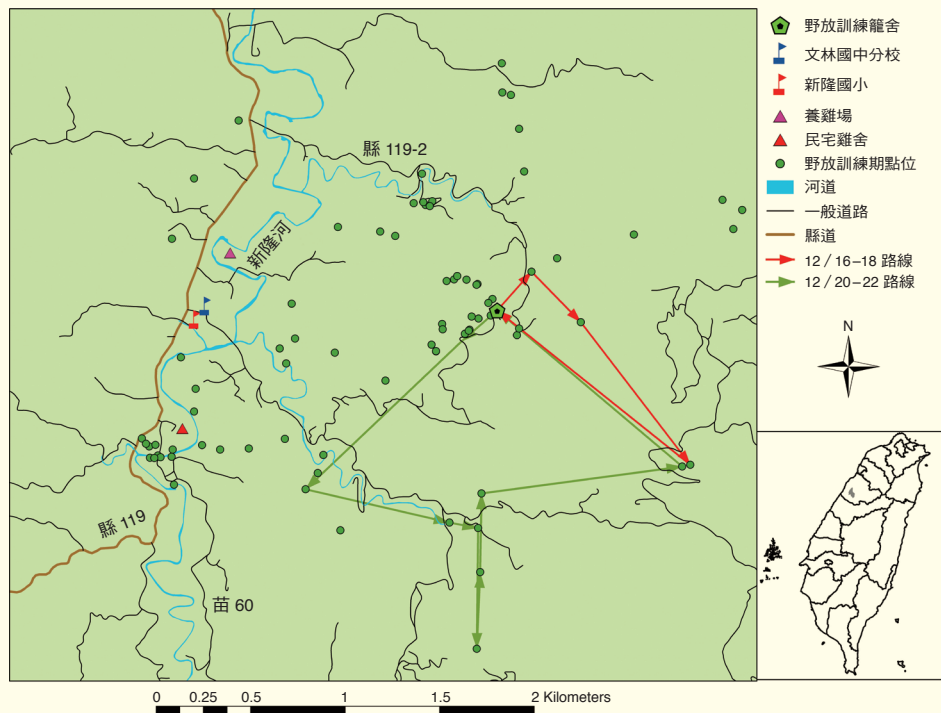 縣 119-2
新隆河
縣 119
苗 60
野放訓練籠舍
文林國中分校
新隆國小
養雞場
民宅雞舍
野放訓練期點位
河道
一般道路
縣道
12 / 16–18 路線
12 / 20–22 路線
N
0 0.25 0.5 1 1.5 2 Kilometers